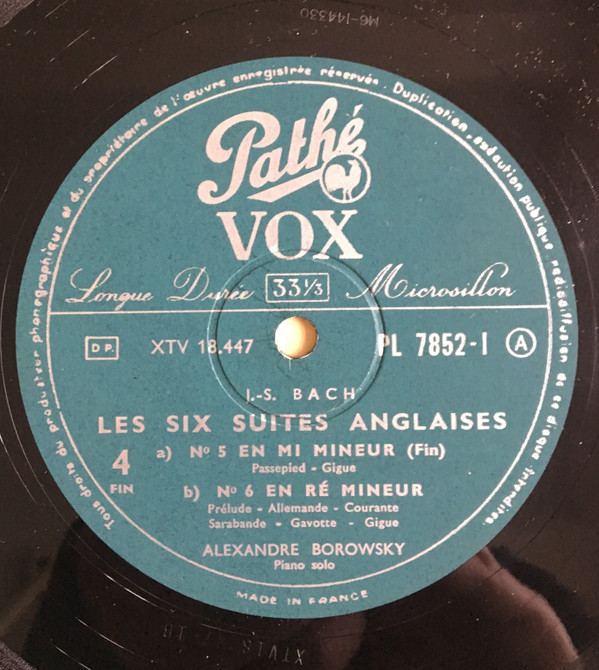 M6-144330
Tous droits du producteur phonographique et du propriétaire de l'œuvre enregistrée réservés. Duplication, exécution publique, radiodiffusion de ce disque interdites.
Pathé
VOX
Longue Durée 33 1/3 Microsillon
D P. XTV 18.447 PL 7852-1 A
J.-S. BACH
LES SIX SUITES ANGLAISES
4 a) Nº 5 EN MI MINEUR (Fin)
Passepied - Gigue
FIN b) Nº 6 EN RÉ MINEUR
Prélude - Allemande - Courante
Sarabande - Gavotte - Gigue
ALEXANDRE BOROWSKY
Piano solo
MADE IN FRANCE